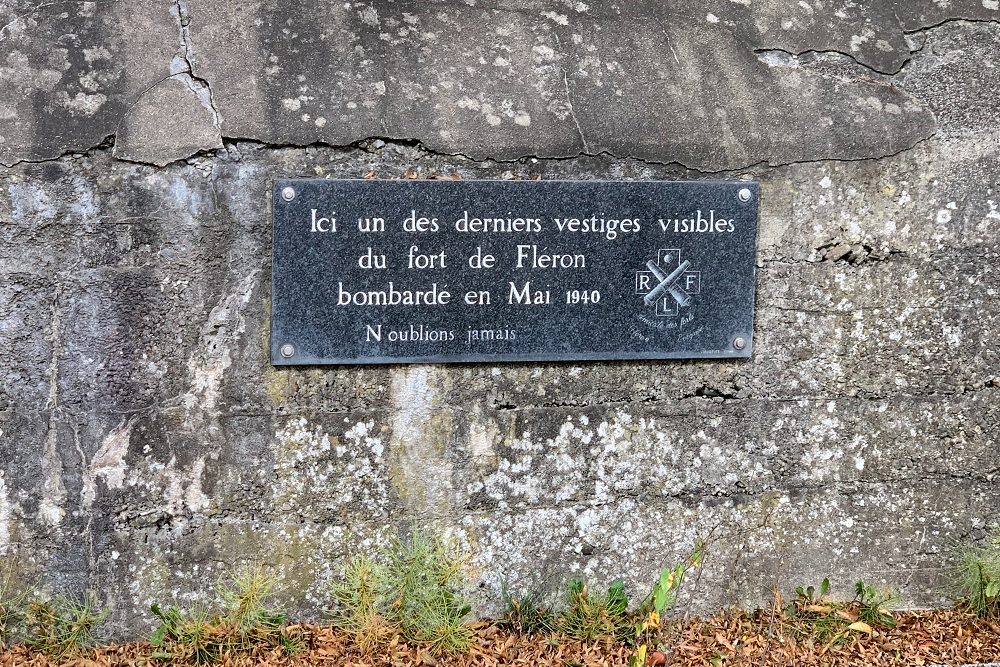 Ici un des derniers vestiges visibles
du fort de Fléron
bombardé en Mai 1940
N oublions jamais
R F
L